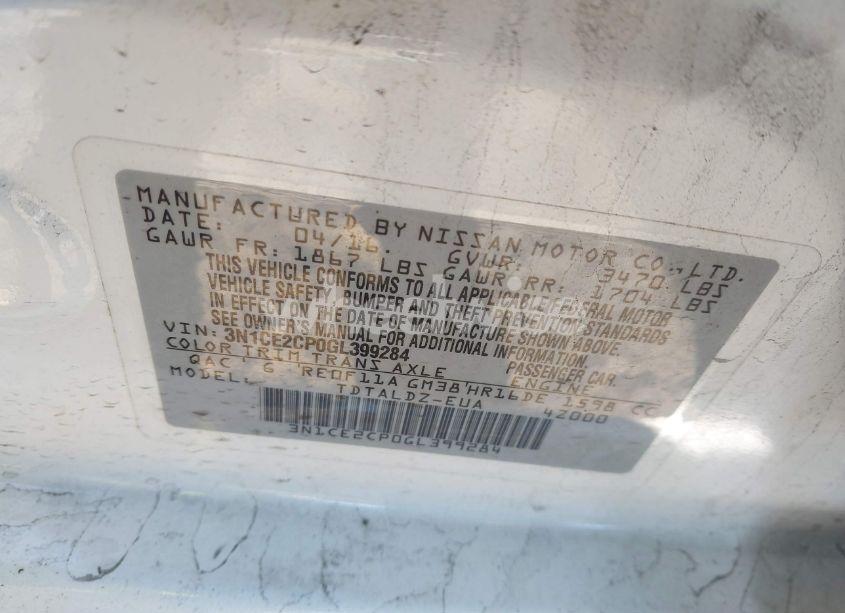 MANUFACTURED BY NISSAN MOTOR CO.,LTD.
DATE: 04/16. GVWR: 3470 LBS
GAWR FR: 1867 LBS GAWR RR: 1704 LBS
THIS VEHICLE CONFORMS TO ALL APPLICABLE FEDERAL MOTOR
VEHICLE SAFETY, BUMPER AND THEFT PREVENTION STANDARDS
IN EFFECT ON THE DATE OF MANUFACTURE SHOWN ABOVE.
SEE OWNER'S MANUAL FOR ADDITIONAL INFORMATION.
VIN: 3N1CE2CP0GL399284 PASSENGER CAR.
COLOR TRIM TRANS AXLE ENGINE
QAC G RE0F11A GM38 HR16DE 1598 CC
MODEL: TDTALDZ-EUA 42000
3N1CE2CP0GL399284